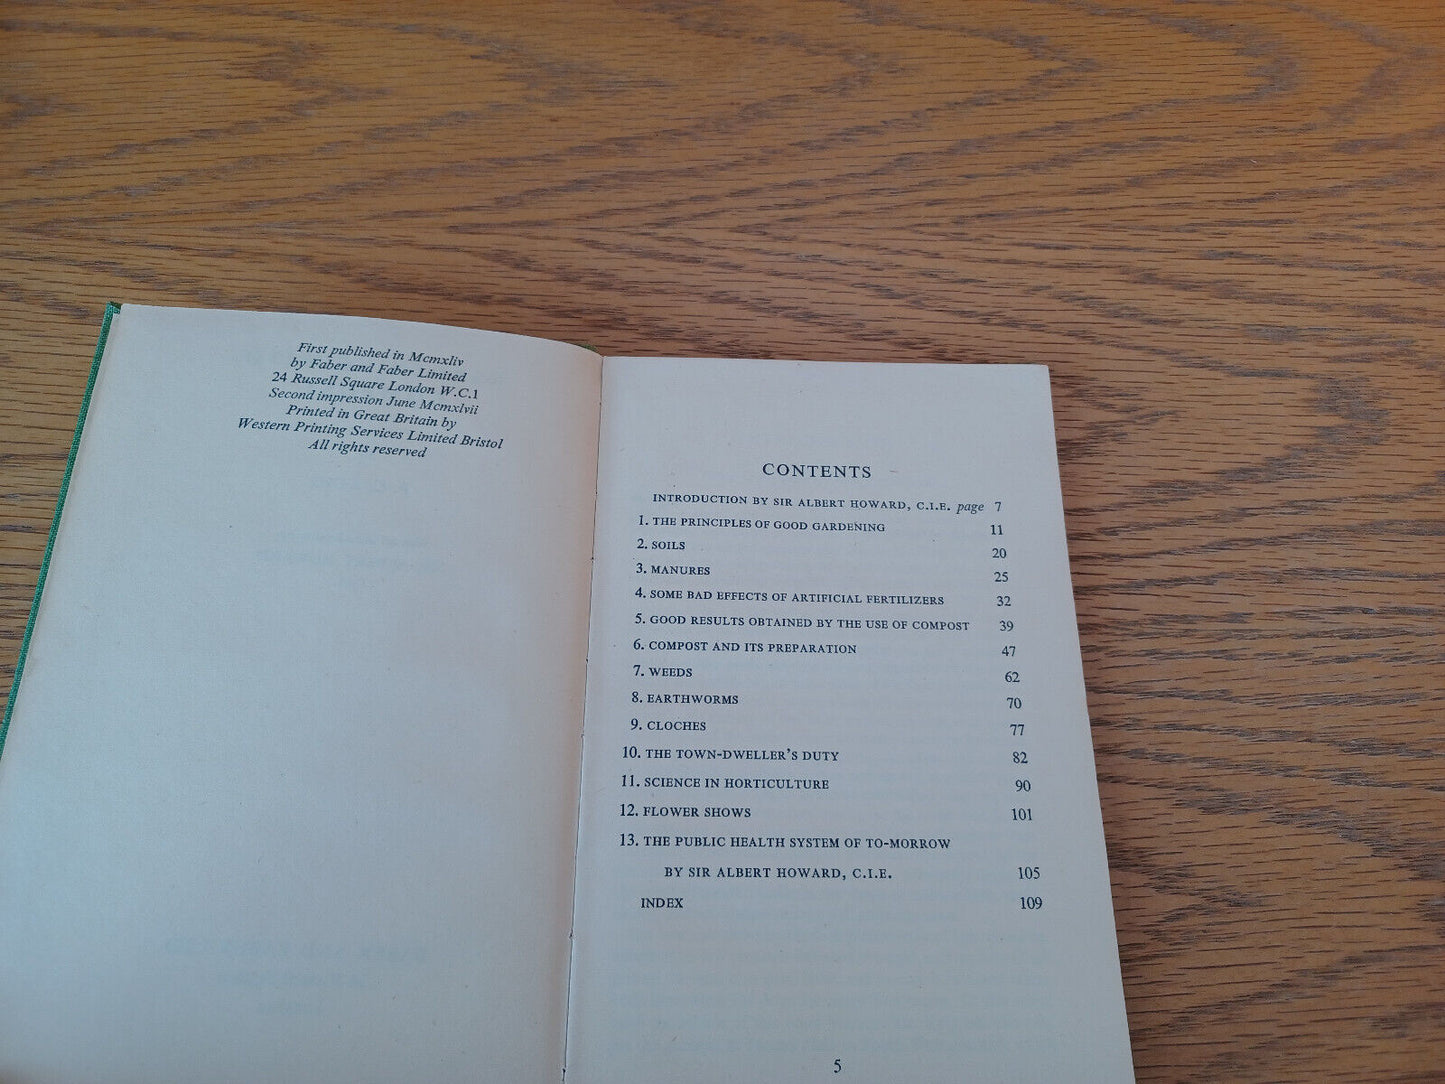 First published in Mcmxliv
by Faber and Faber Limited
24 Russell Square London W.C.1
Second impression June Mcmxlvii
Printed in Great Britain by
Western Printing Services Limited Bristol
All rights reserved
CONTENTS
INTRODUCTION BY SIR ALBERT HOWARD, C.I.E. page 7
1. THE PRINCIPLES OF GOOD GARDENING 11
2. SOILS 20
3. MANURES 25
4. SOME BAD EFFECTS OF ARTIFICIAL FERTILIZERS 32
5. GOOD RESULTS OBTAINED BY THE USE OF COMPOST 39
6. COMPOST AND ITS PREPARATION 47
7. WEEDS 62
8. EARTHWORMS 70
9. CLOCHES 77
10. THE TOWN-DWELLER'S DUTY 82
11. SCIENCE IN HORTICULTURE 90
12. FLOWER SHOWS 101
13. THE PUBLIC HEALTH SYSTEM OF TO-MORROW
BY SIR ALBERT HOWARD, C.I.E. 105
INDEX 109
5